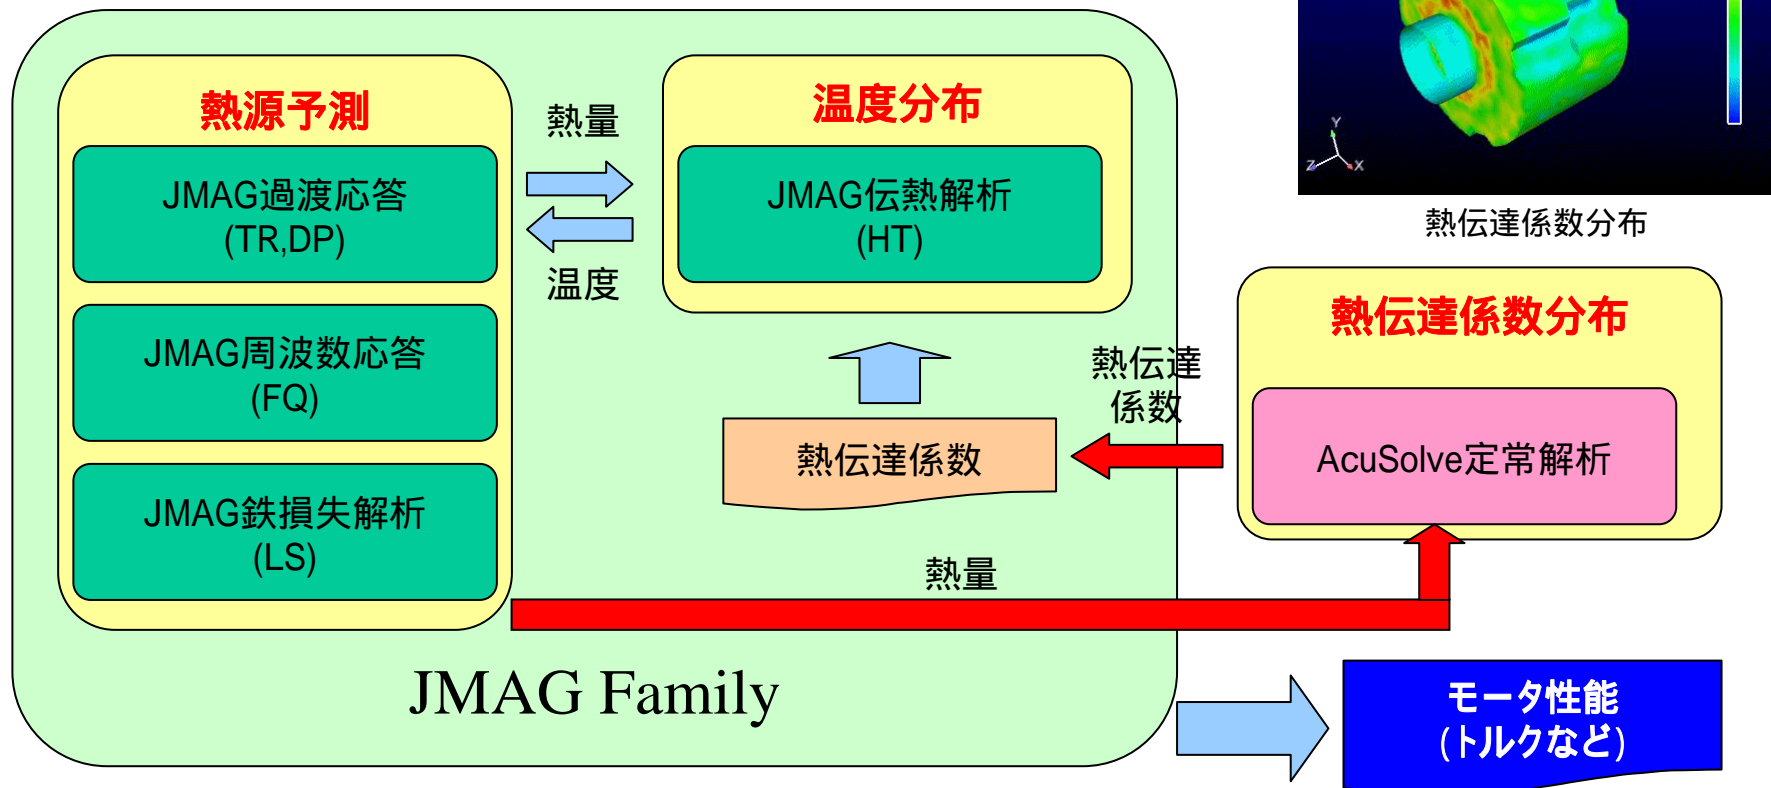 熱源予測
JMAG過渡応答
(TR,DP)
JMAG周波数応答
(FQ)
JMAG鉄損失解析
(LS)
熱量
温度
温度分布
JMAG伝熱解析
(HT)
熱伝達係数
熱伝達
係数
熱量
JMAG Family
Y
Z
X
熱伝達係数分布
熱伝達係数分布
AcuSolve定常解析
モータ性能
(トルクなど)